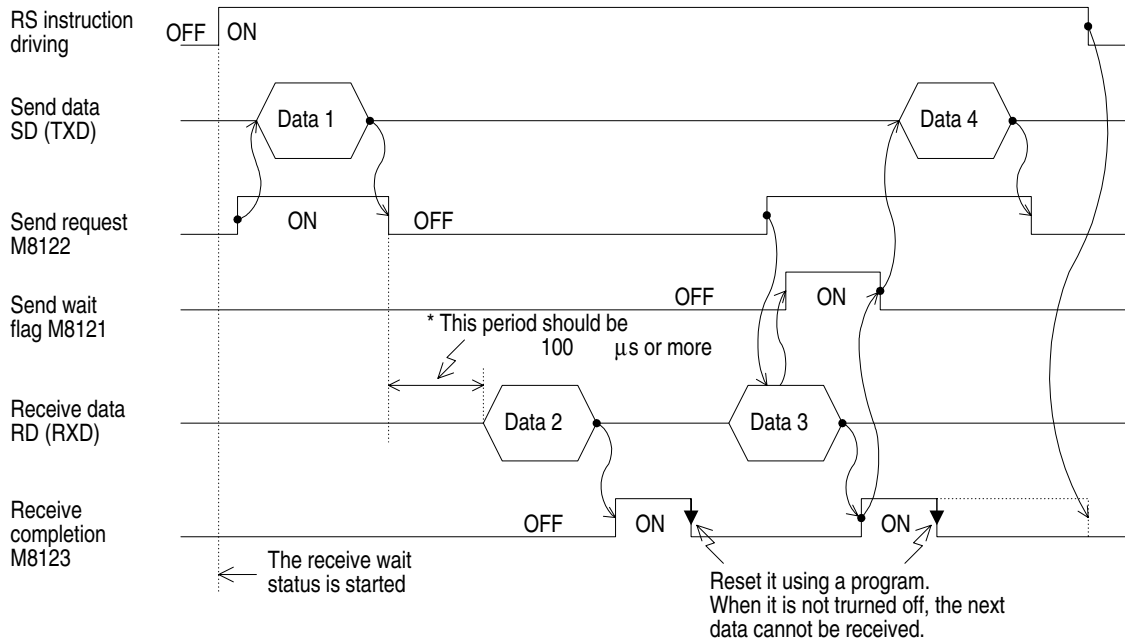 RS instruction
driving
OFF
ON
Send data
SD (TXD)
Data 1
Data 4
Send request
M8122
ON
OFF
Send wait
flag M8121
OFF
ON
* This period should be
100 μs or more
Receive data
RD (RXD)
Data 2
Data 3
Receive
completion
M8123
OFF
ON
ON
The receive wait
status is started
Reset it using a program.
When it is not trurned off, the next
data cannot be received.